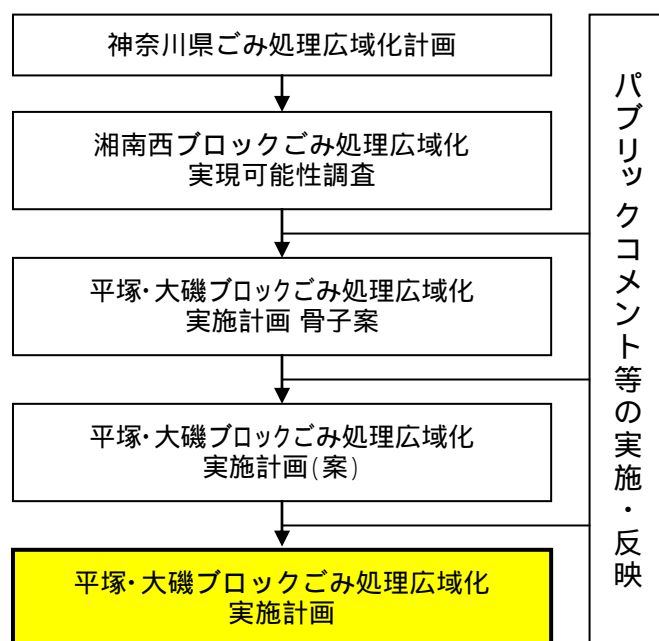 神奈川県ごみ処理広域化計画
湘南西ブロックごみ処理広域化
実現可能性調査
平塚・大磯ブロックごみ処理広域化
実施計画 骨子案
平塚・大磯ブロックごみ処理広域化
実施計画(案)
平塚・大磯ブロックごみ処理広域化
実施計画
パブリックコメント等の実施・反映